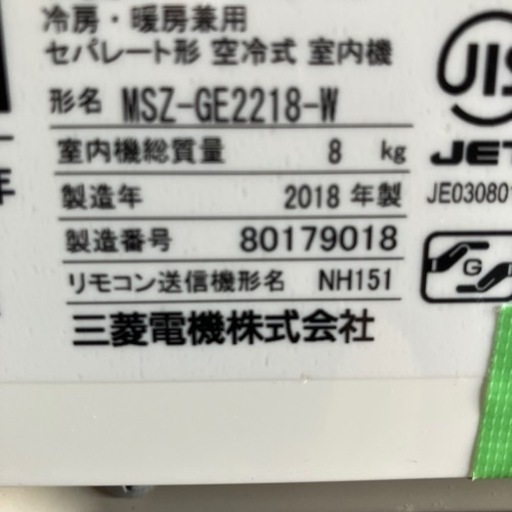 冷房・暖房兼用
セパレート形 空冷式 室内機
形名 MSZ-GE2218-W
室内機総質量 8 kg
製造年 2018 年製
製造番号 80179018
リモコン送信機形名 NH151
三菱電機株式会社
年
JIS
JET
JE03080
G